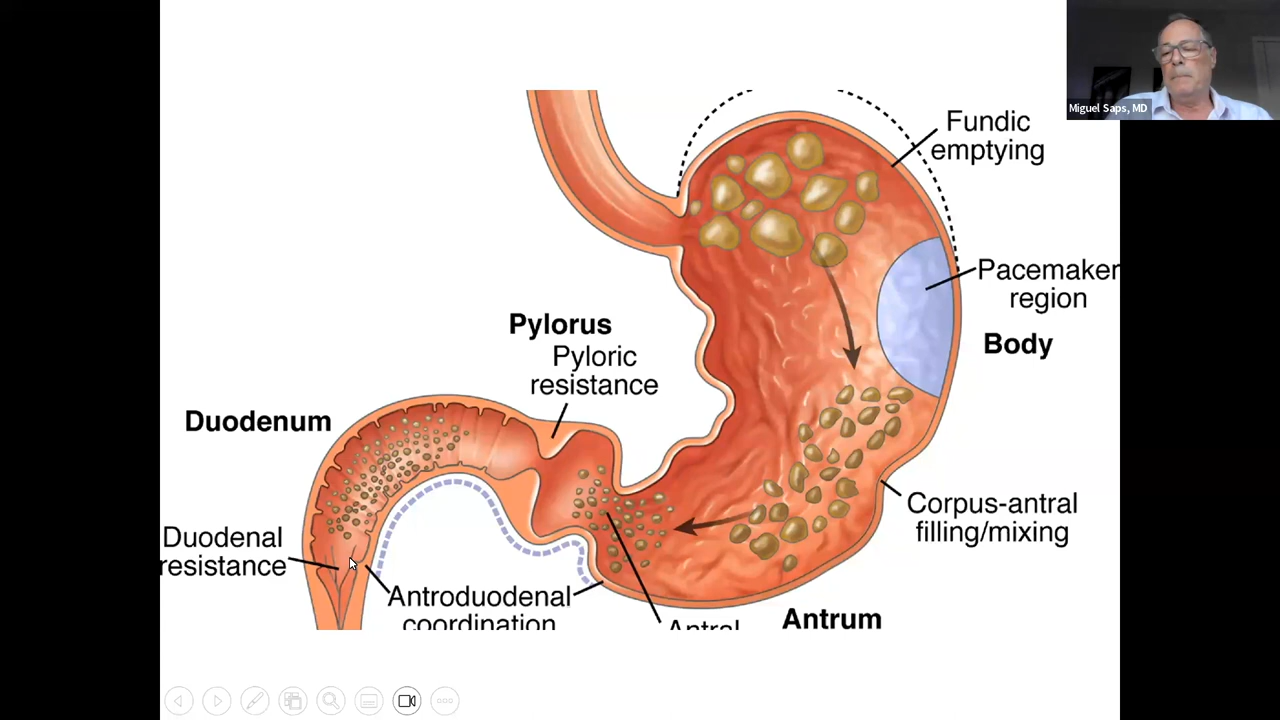 Miguel Saps, MD
Fundic
emptying
Pacemaker
region
Body
Pylorus
Pyloric
resistance
Duodenum
Corpus-antral
filling/mixing
Duodenal
resistance
Antroduodenal
coordination
Antral
Antrum